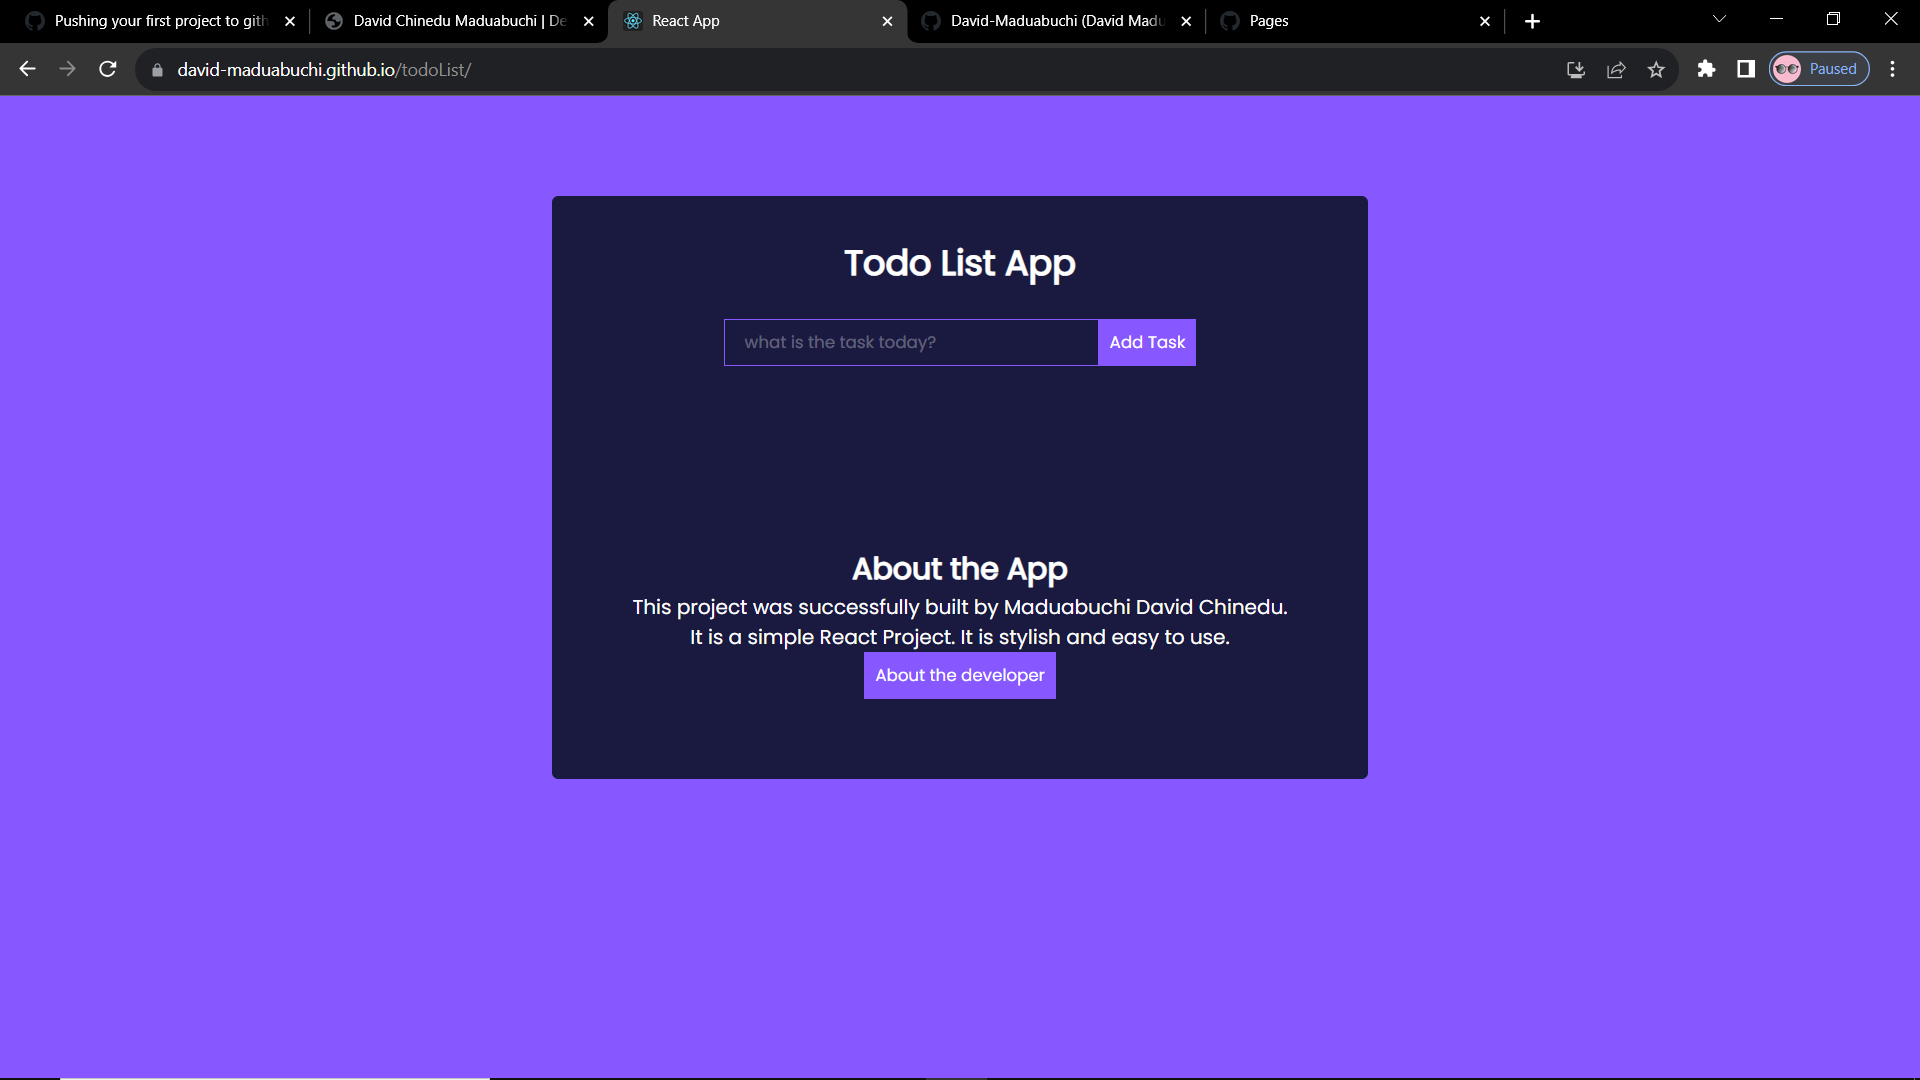 Pushing your first project to gith
David Chinedu Maduabuchi | De
React App
David-Maduabuchi (David Madu
Pages
david-maduabuchi.github.io/todoList/
Paused
Todo List App
what is the task today?
Add Task
About the App
This project was successfully built by Maduabuchi David Chinedu.
It is a simple React Project. It is stylish and easy to use.
About the developer